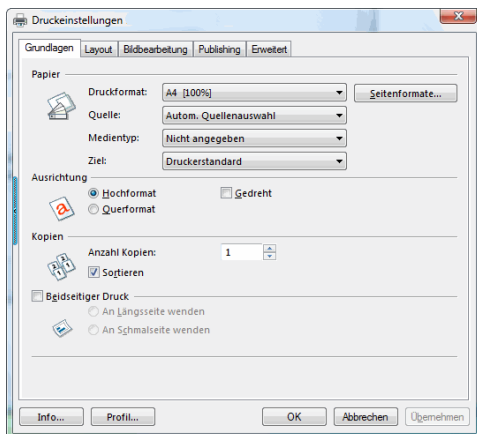 Druckeinstellungen
Grundlagen Layout Bildbearbeitung Publishing Erweitert
Papier
Druckformat: A4 [100%] Seitenformate...
Quelle: Autom. Quellenauswahl
Medientyp: Nicht angegeben
Ziel: Druckerstandard
Ausrichtung
Hochformat Gedreht
Querformat
Kopien
Anzahl Kopien: 1
Sortieren
Beidseitiger Druck
An Längsseite wenden
An Schmalseite wenden
Info... Profil... OK Abbrechen Übernehmen